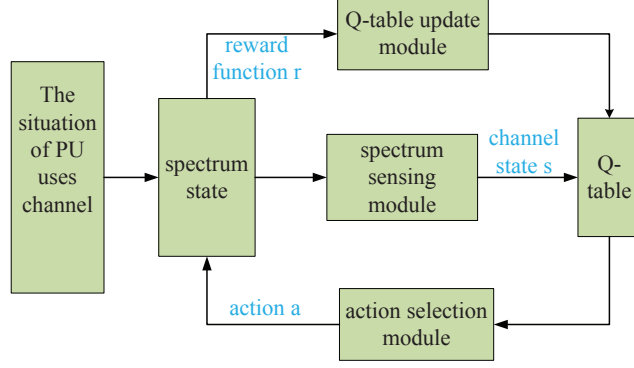 Q-table update
module
reward
function r
The
situation
of PU
uses
channel
spectrum
state
spectrum
sensing
module
channel
state s
Q-
table
action a
action selection
module